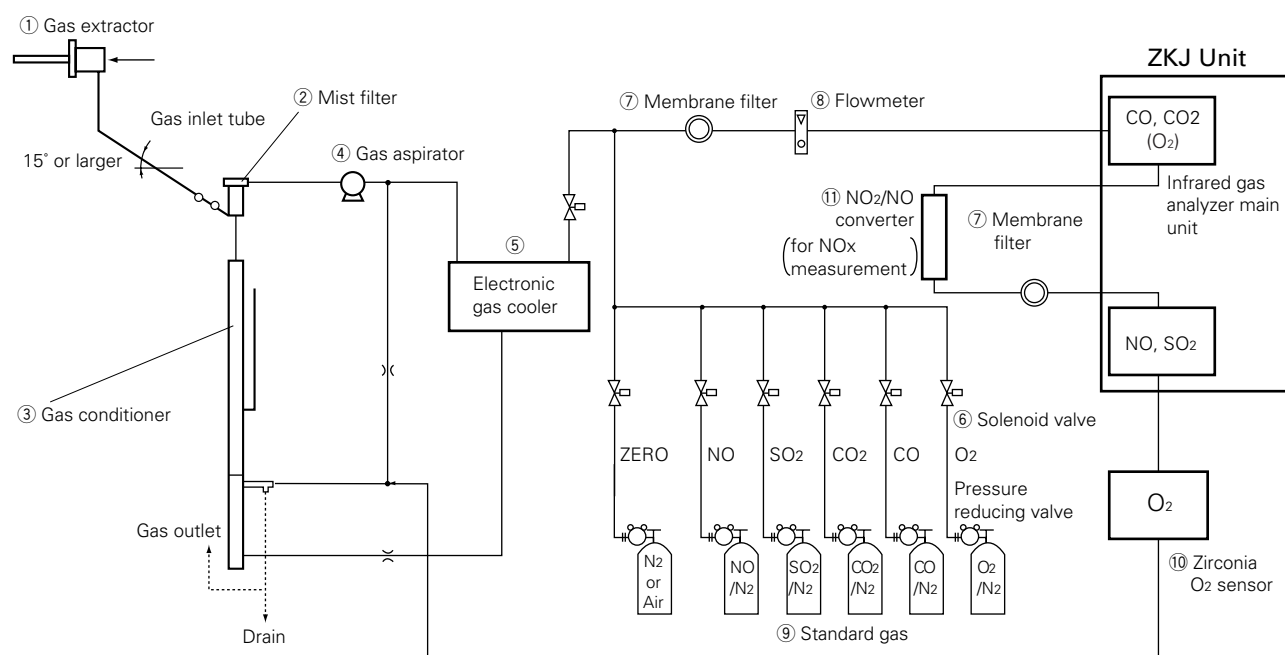 ① Gas extractor
② Mist filter
Gas inlet tube
15° or larger
④ Gas aspirator
⑤
Electronic
gas cooler
③ Gas conditioner
Gas outlet
Drain
⑦ Membrane filter
⑧ Flowmeter
ZKJ Unit
CO, CO2
(O₂)
Infrared gas
analyzer main
unit
⑪ NO₂/NO
converter
(for NOx
measurement)
⑦ Membrane
filter
NO, SO₂
⑥ Solenoid valve
ZERO
NO
SO₂
CO₂
CO
O₂
Pressure
reducing valve
N₂
or
Air
NO
/N₂
SO₂
/N₂
CO₂
/N₂
CO
/N₂
O₂
/N₂
⑨ Standard gas
O₂
⑩ Zirconia
O₂ sensor